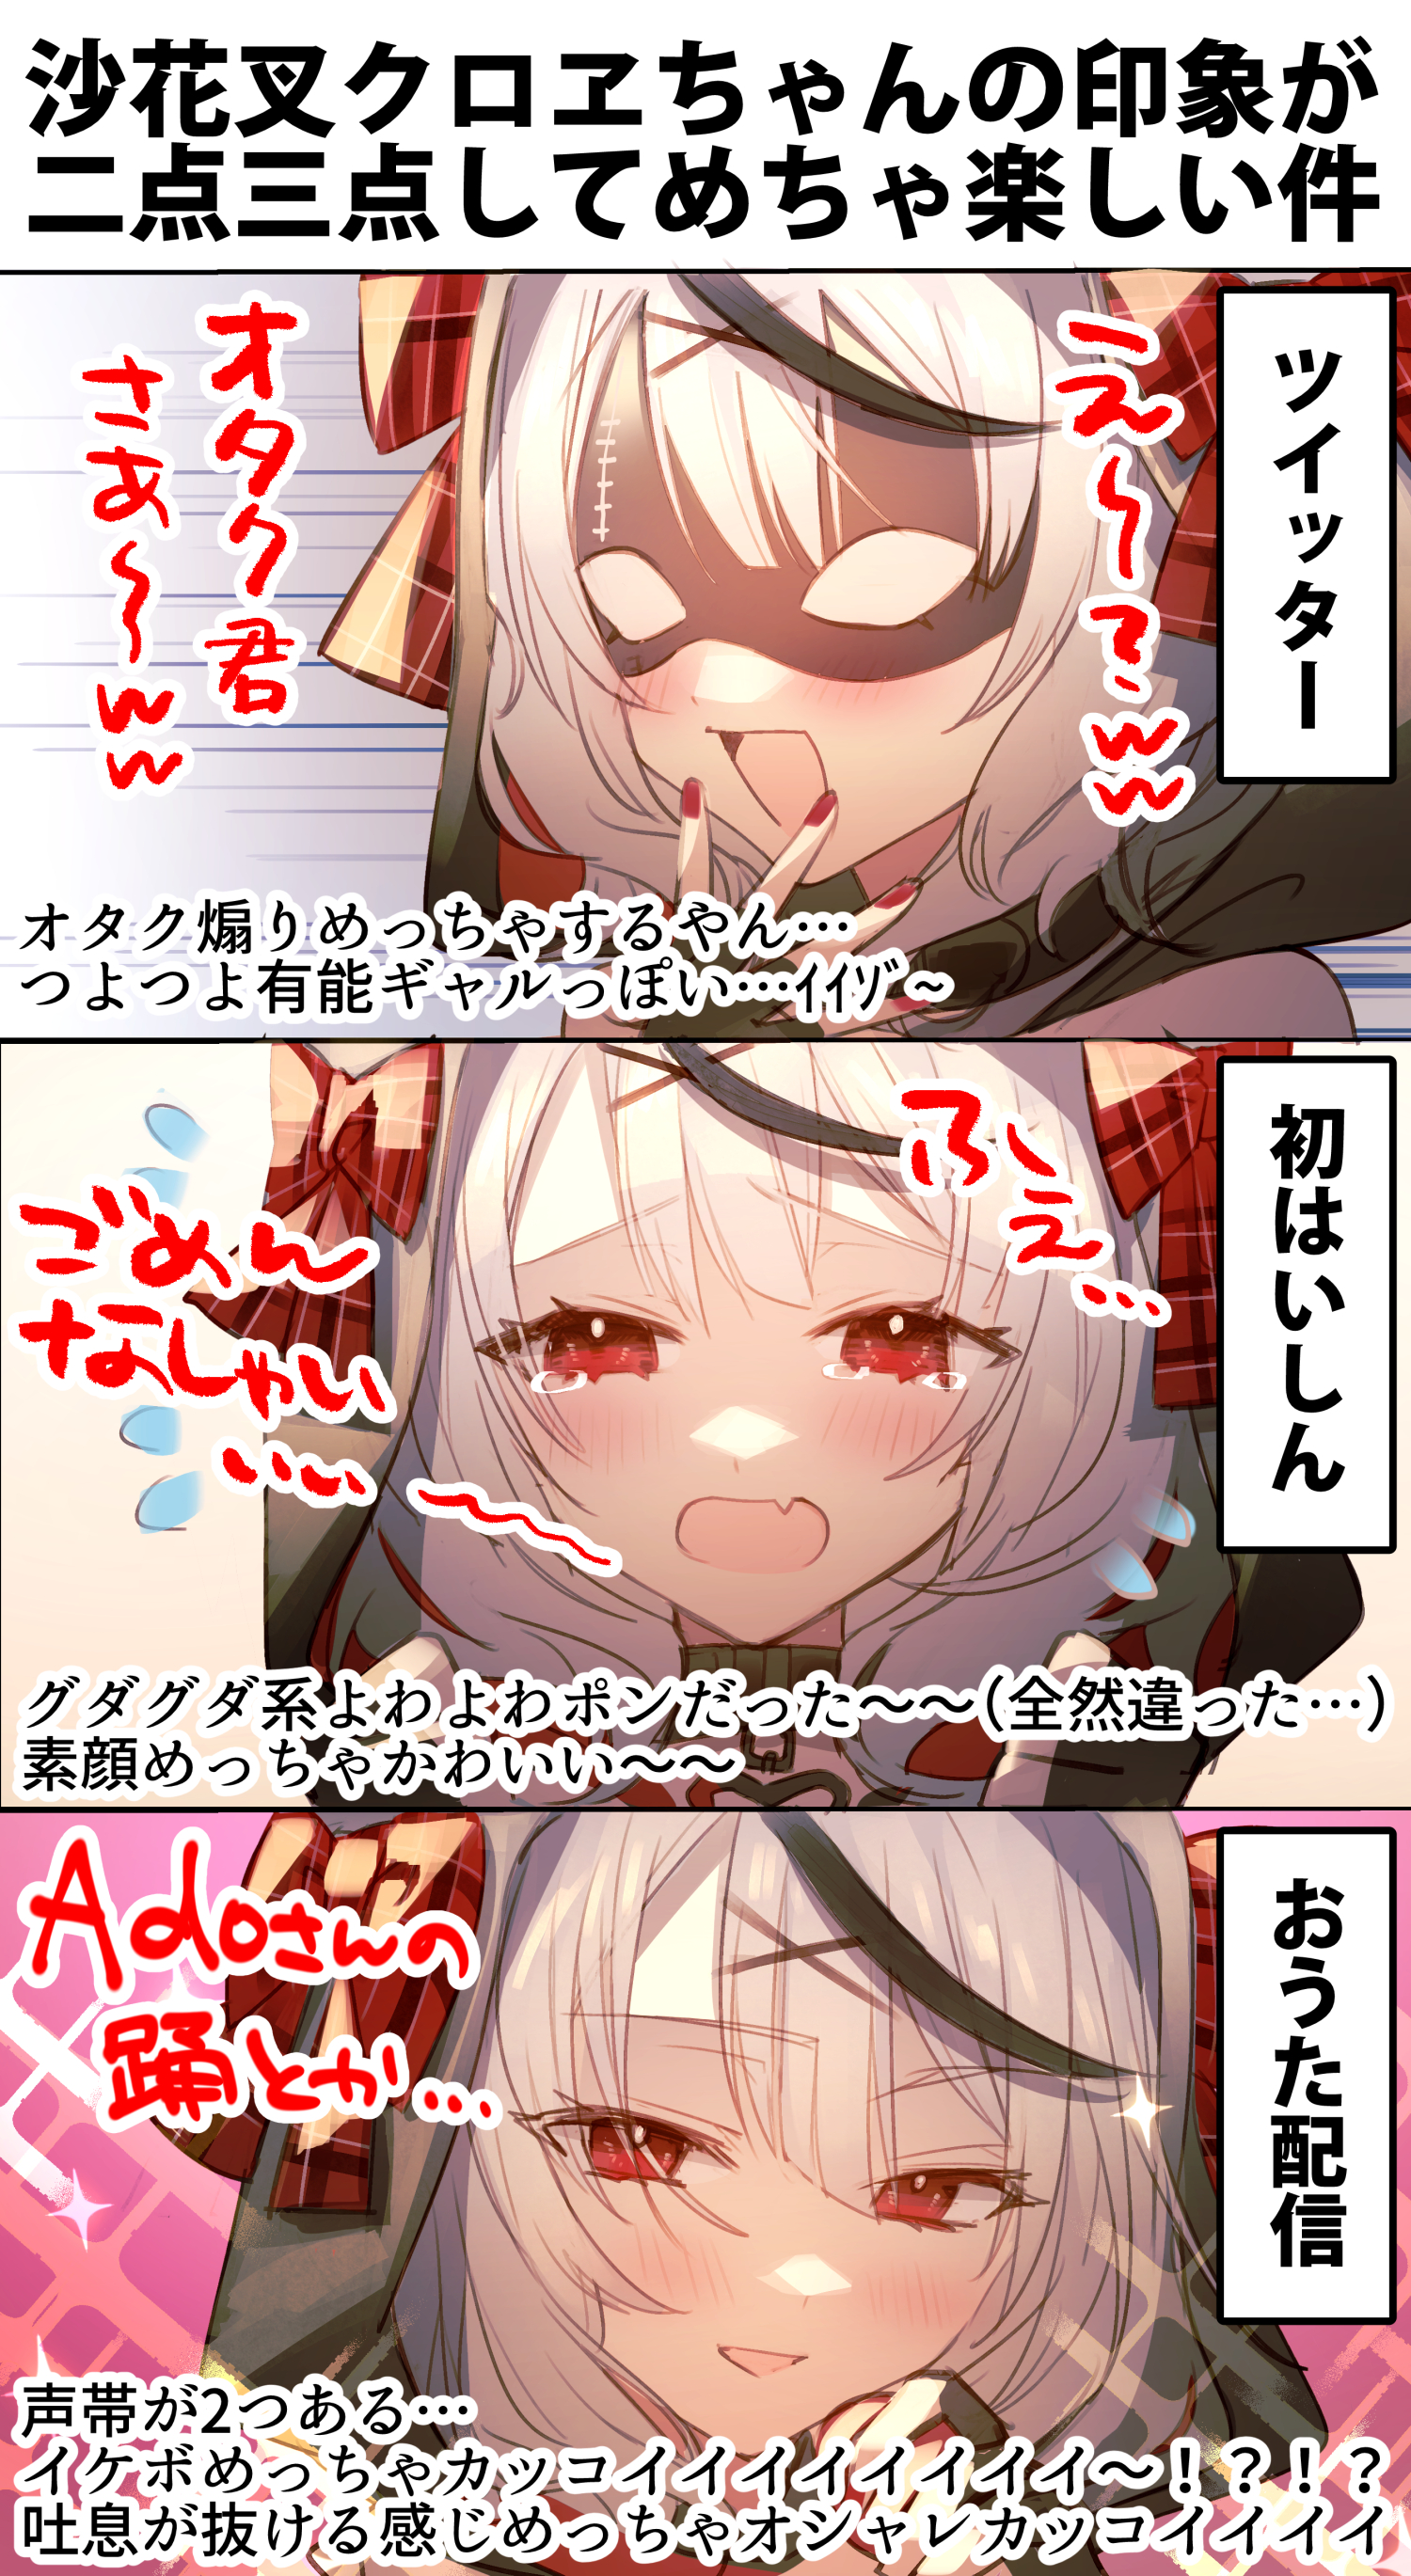 沙花叉クロヱちゃんの印象が
二点三点してめちゃ楽しい件
ツイッター
え〜?ww
オタク君
さあ〜ww
オタク煽りめっちゃするやん…
つよつよ有能ギャルっぽい…ｲｲｿﾞ~
初はいしん
ふぇ…
ごめん
なしゃい
…〜
グダグダ系よわよわポンだった〜〜(全然違った…)
素顔めっちゃかわいい〜〜
おうた配信
Adoさんの
踊とか…
声帯が2つある…
イケボめっちゃカッコイイイイイイイイ〜！？！？
吐息が抜ける感じめっちゃオシャレカッコイイイイ